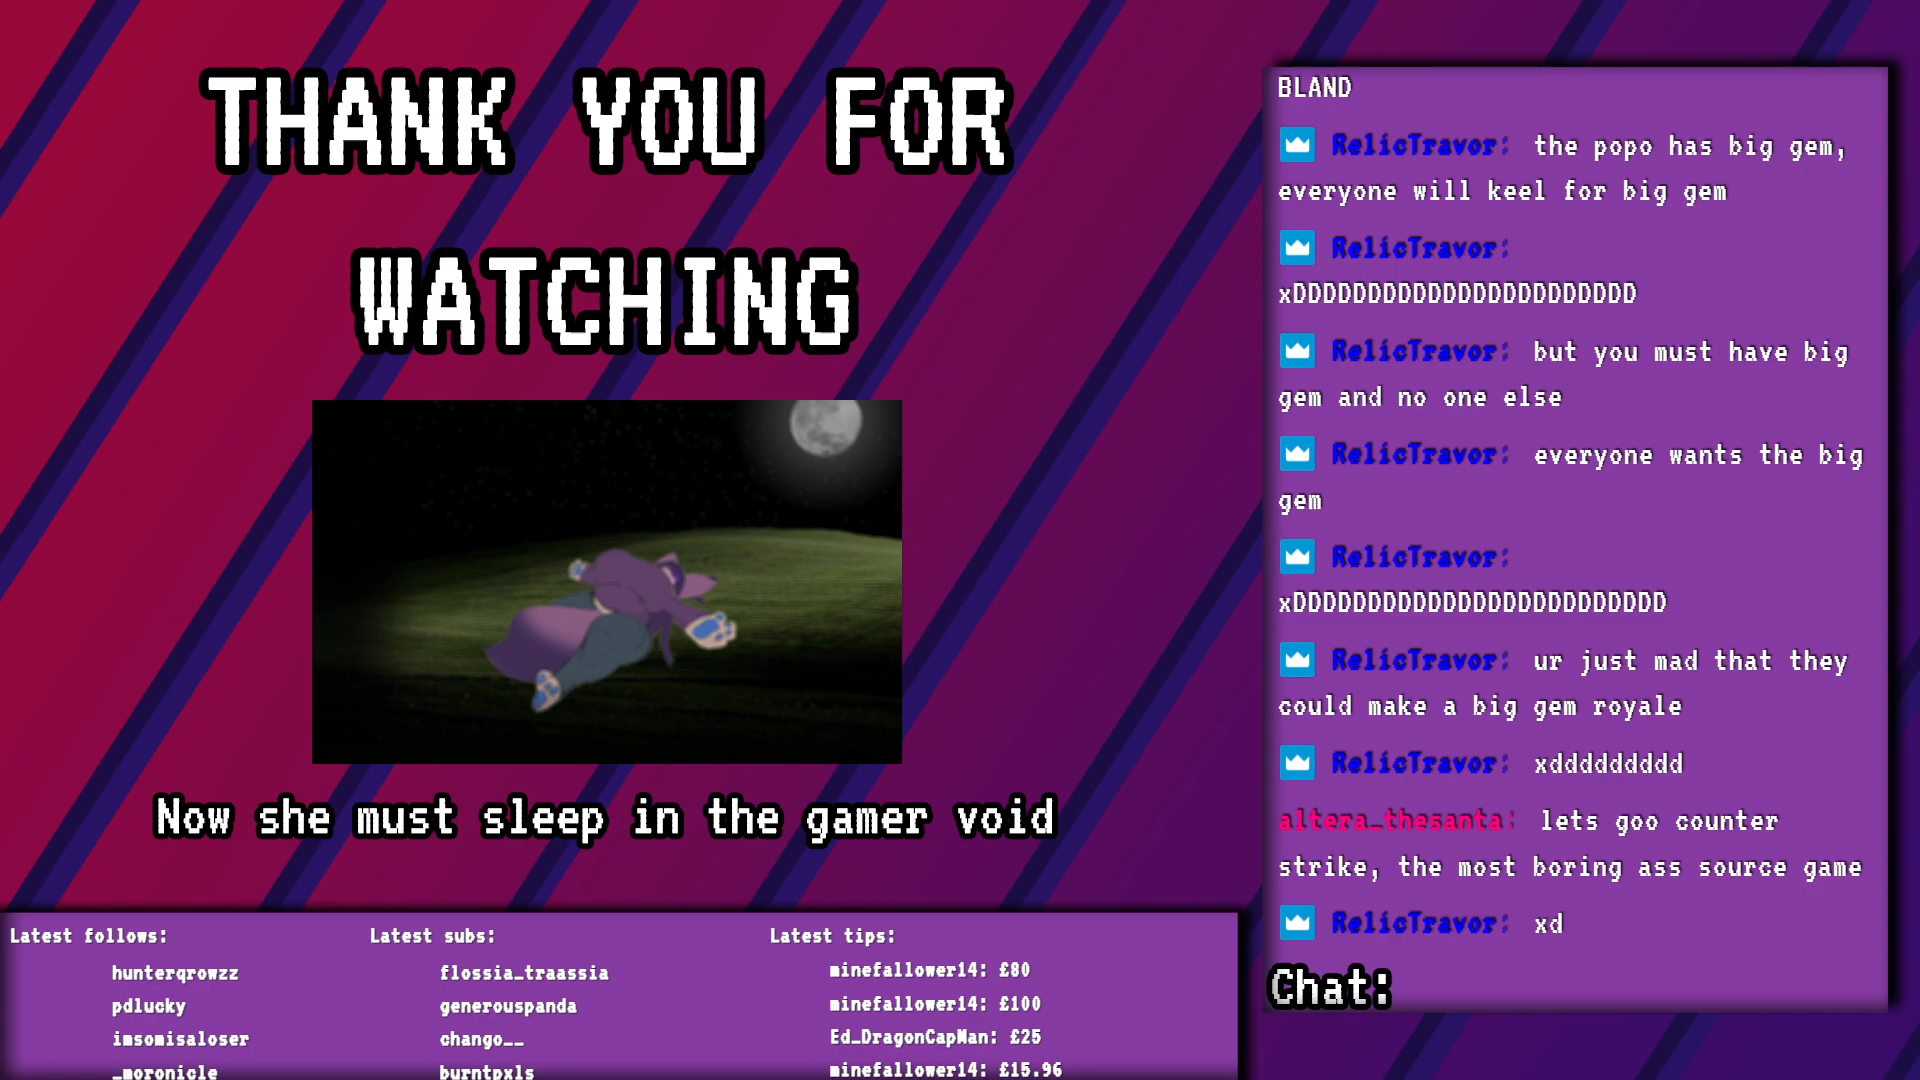 THANK YOU FOR
WATCHING
Now she must sleep in the gamer void
Latest follows:
hunterqrowzz
pdlucky
imsomisaloser
_moronicle
Latest subs:
flossia_traassia
generouspanda
chango__
burntpxls
Latest tips:
minefallower14: £80
minefallower14: £100
Ed_DragonCapMan: £25
minefallower14: £15.96
BLAND
RelicTravor: the popo has big gem,
everyone will keel for big gem
RelicTravor:
xDDDDDDDDDDDDDDDDDDDDDDD
RelicTravor: but you must have big
gem and no one else
RelicTravor: everyone wants the big
gem
RelicTravor:
xDDDDDDDDDDDDDDDDDDDDDDDDD
RelicTravor: ur just mad that they
could make a big gem royale
RelicTravor: xddddddddd
altera_thesanta: lets goo counter
strike, the most boring ass source game
RelicTravor: xd
Chat: